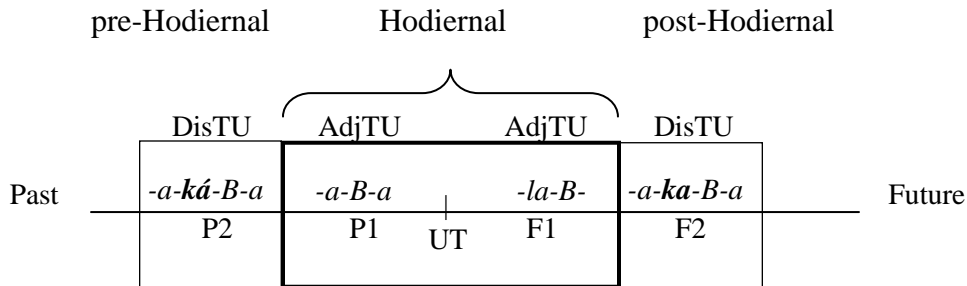 pre-Hodiernal Hodiernal post-Hodiernal
DisTU AdjTU AdjTU DisTU
Past -a-ká-B-a -a-B-a -la-B- -a-ka-B-a Future
P2 P1 UT F1 F2